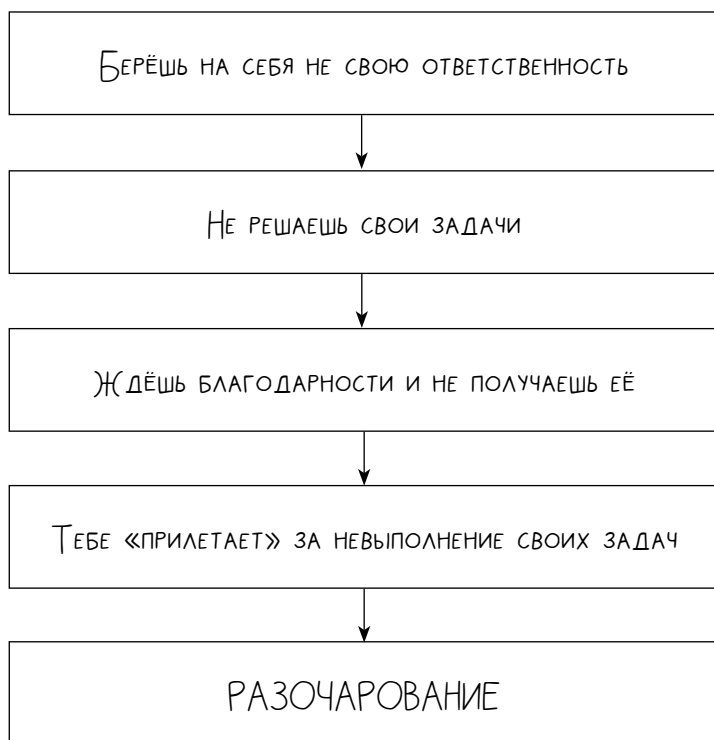 Берёшь на себя не свою ответственность
Не решаешь свои задачи
Ждёшь благодарности и не получаешь её
Тебе «прилетает» за невыполнение своих задач
РАЗОЧАРОВАНИЕ